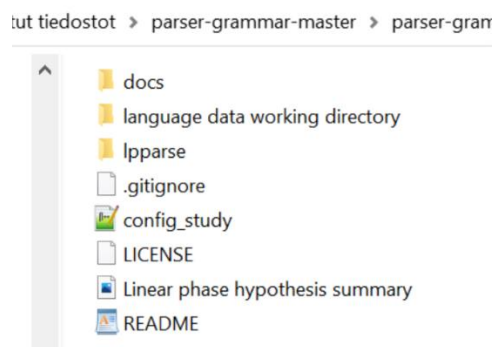 tut tiedostot > parser-grammar-master > parser-gram
docs
language data working directory
lpparse
.gitignore
config_study
LICENSE
Linear phase hypothesis summary
README